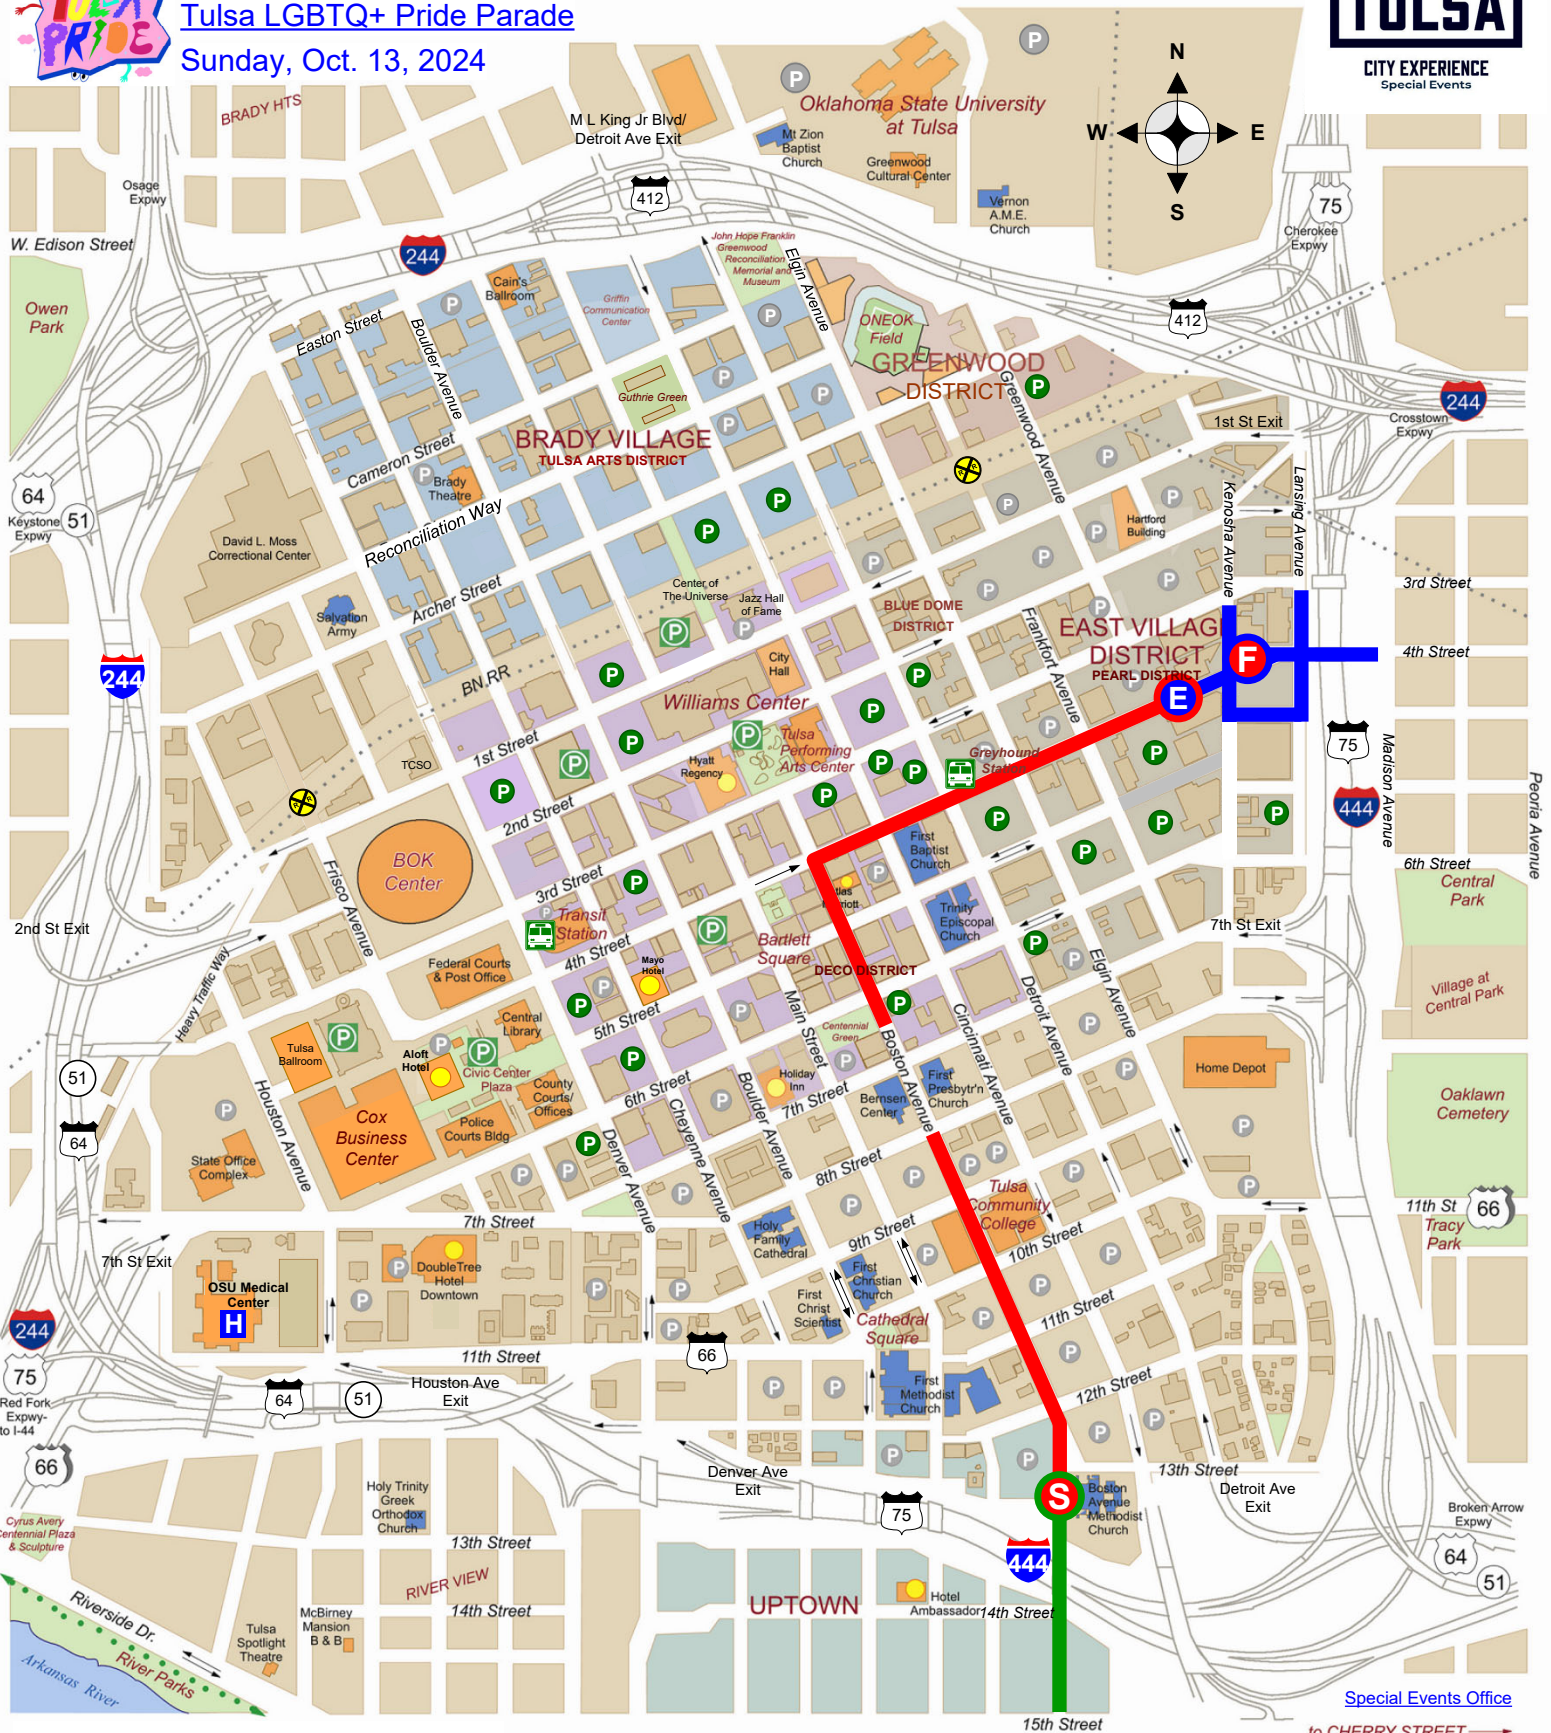 TULSA
PRIDE
Tulsa LGBTQ+ Pride Parade
Sunday, Oct. 13, 2024
TULSA
CITY EXPERIENCE
Special Events
N
W
E
S
BRADY HTS
M L King Jr Blvd/
Detroit Ave Exit
P
P
Oklahoma State University
at Tulsa
Mt Zion
Baptist
Church
Greenwood
Cultural Center
Vernon
A.M.E.
Church
Osage
Expwy
412
75
Cherokee
Expwy
W. Edison Street
244
John Hope Franklin
Greenwood
Reconciliation
Memorial and
Museum
Elgin Avenue
Cain's
Ballroom
Griffin
Communication
Center
Owen
Park
Easton Street
Boulder Avenue
ONEOK
Field
412
GREENWOOD
DISTRICT
Guthrie Green
Greenwood Avenue
244
Crosstown
Expwy
1st St Exit
BRADY VILLAGE
TULSA ARTS DISTRICT
Cameron Street
Brady
Theatre
Reconciliation Way
64
Keystone
Expwy
51
David L. Moss
Correctional Center
Kenosha Avenue
Lansing Avenue
Hartford
Building
Salvation
Army
Archer Street
Center of
The Universe
Jazz Hall
of Fame
BLUE DOME
DISTRICT
Frankfort Avenue
EAST VILLAGE
DISTRICT
PEARL DISTRICT
3rd Street
4th Street
F
E
244
BN RR
City
Hall
Williams Center
1st Street
TCSO
Hyatt
Regency
Tulsa
Performing
Arts Center
Greyhound
Station
75
444
Madison Avenue
Peoria Avenue
2nd Street
BOK
Center
Frisco Avenue
3rd Street
First
Baptist
Church
6th Street
Central
Park
2nd St Exit
Transit
Station
4th Street
Mayo
Hotel
Bartlett
Square
Trinity
Episcopal
Church
7th St Exit
DECO DISTRICT
Federal Courts
& Post Office
Heavy Traffic Way
Elgin Avenue
Detroit Avenue
Cincinnati Avenue
Main Street
Village at
Central Park
5th Street
Central
Library
Centennial
Green
Boston Avenue
Tulsa
Ballroom
Aloft
Hotel
Civic Center
Plaza
County
Courts/
Offices
Holiday
Inn
7th Street
First
Presbytr'n
Church
Bernsen
Center
Home Depot
Oaklawn
Cemetery
51
64
Houston Avenue
Cox
Business
Center
Police
Courts Bldg
6th Street
Cheyenne Avenue
Boulder Avenue
Denver Avenue
State Office
Complex
8th Street
Tulsa
Community
College
11th St
66
Tracy
Park
7th Street
Holy
Family
Cathedral
9th Street
10th Street
7th St Exit
OSU Medical
Center
H
DoubleTree
Hotel
Downtown
First
Christian
Church
First
Christ
Scientist
Cathedral
Square
11th Street
244
75
Red Fork
Expwy-
to I-44
66
11th Street
66
64
51
Houston Ave
Exit
First
Methodist
Church
12th Street
13th Street
Detroit Ave
Exit
Denver Ave
Exit
75
S
Boston
Avenue
Methodist
Church
444
Broken Arrow
Expwy
64
51
Cyrus Avery
Centennial Plaza
& Sculpture
Holy Trinity
Greek
Orthodox
Church
13th Street
RIVER VIEW
14th Street
UPTOWN
Hotel
Ambassador
14th Street
Riverside Dr.
River Parks
Arkansas River
McBirney
Mansion
B & B
Tulsa
Spotlight
Theatre
Special Events Office
15th Street
to CHERRY STREET